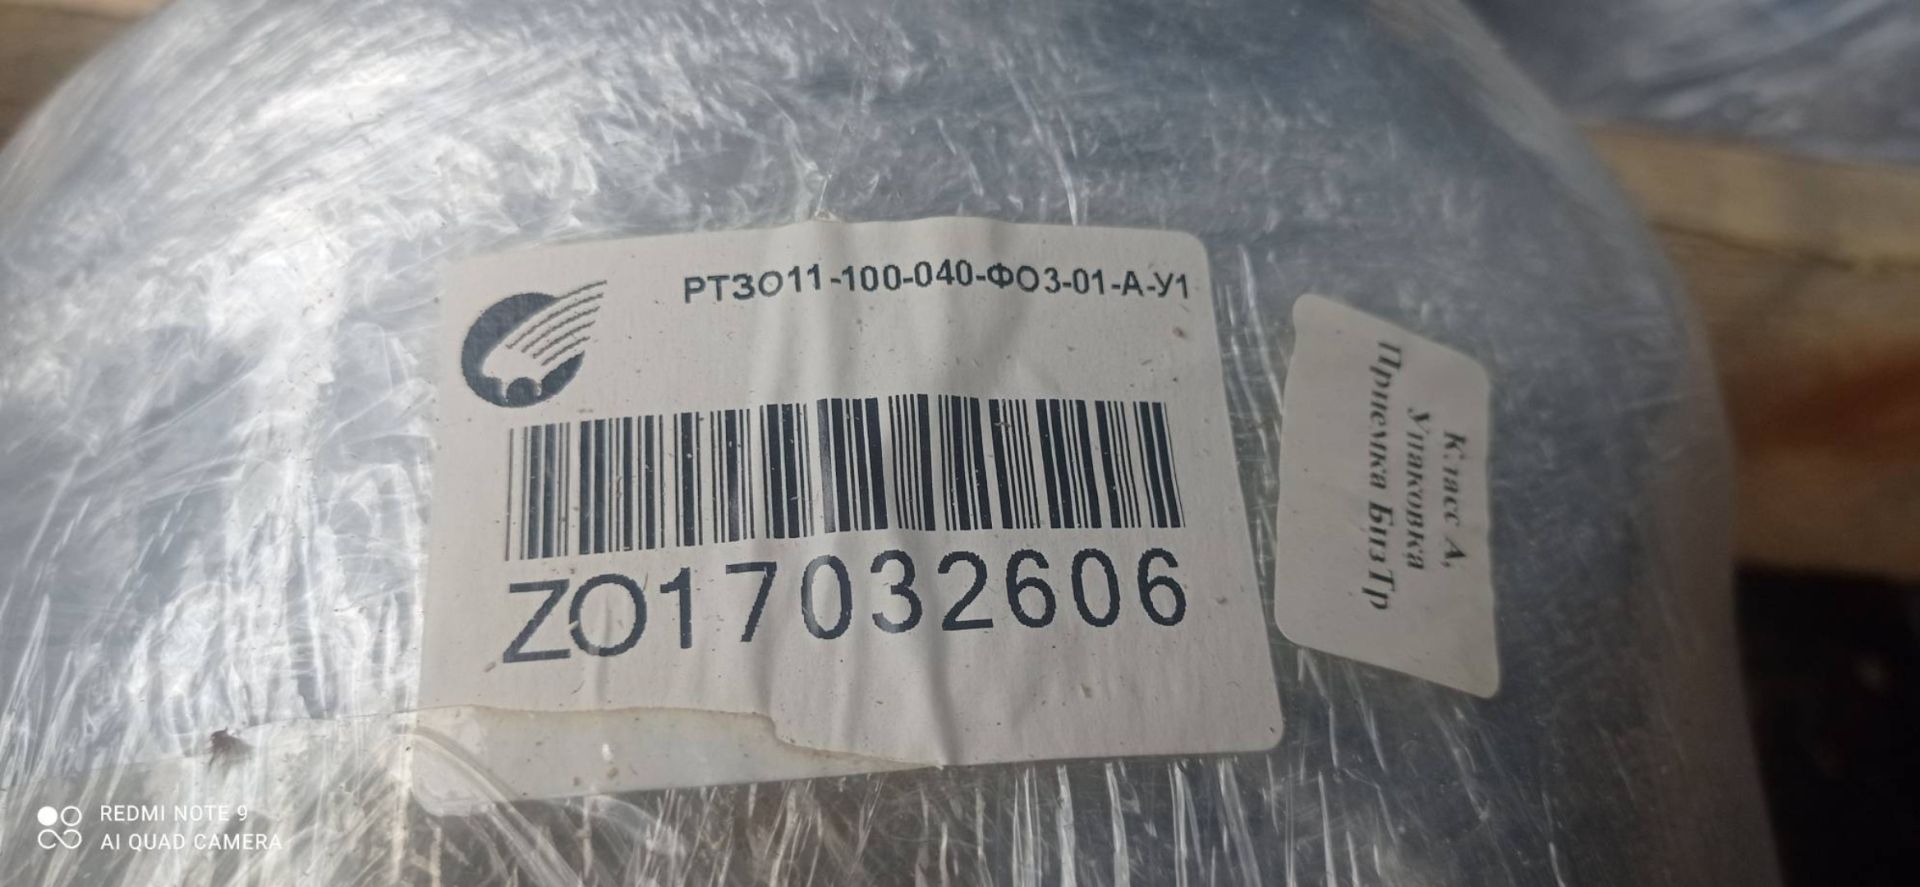 РТЗО11-100-040-ФО3-01-А-У1
ZO17032606
Класс А,
Упаковка
Приемка БизТр
REDMI NOTE 9
AI QUAD CAMERA